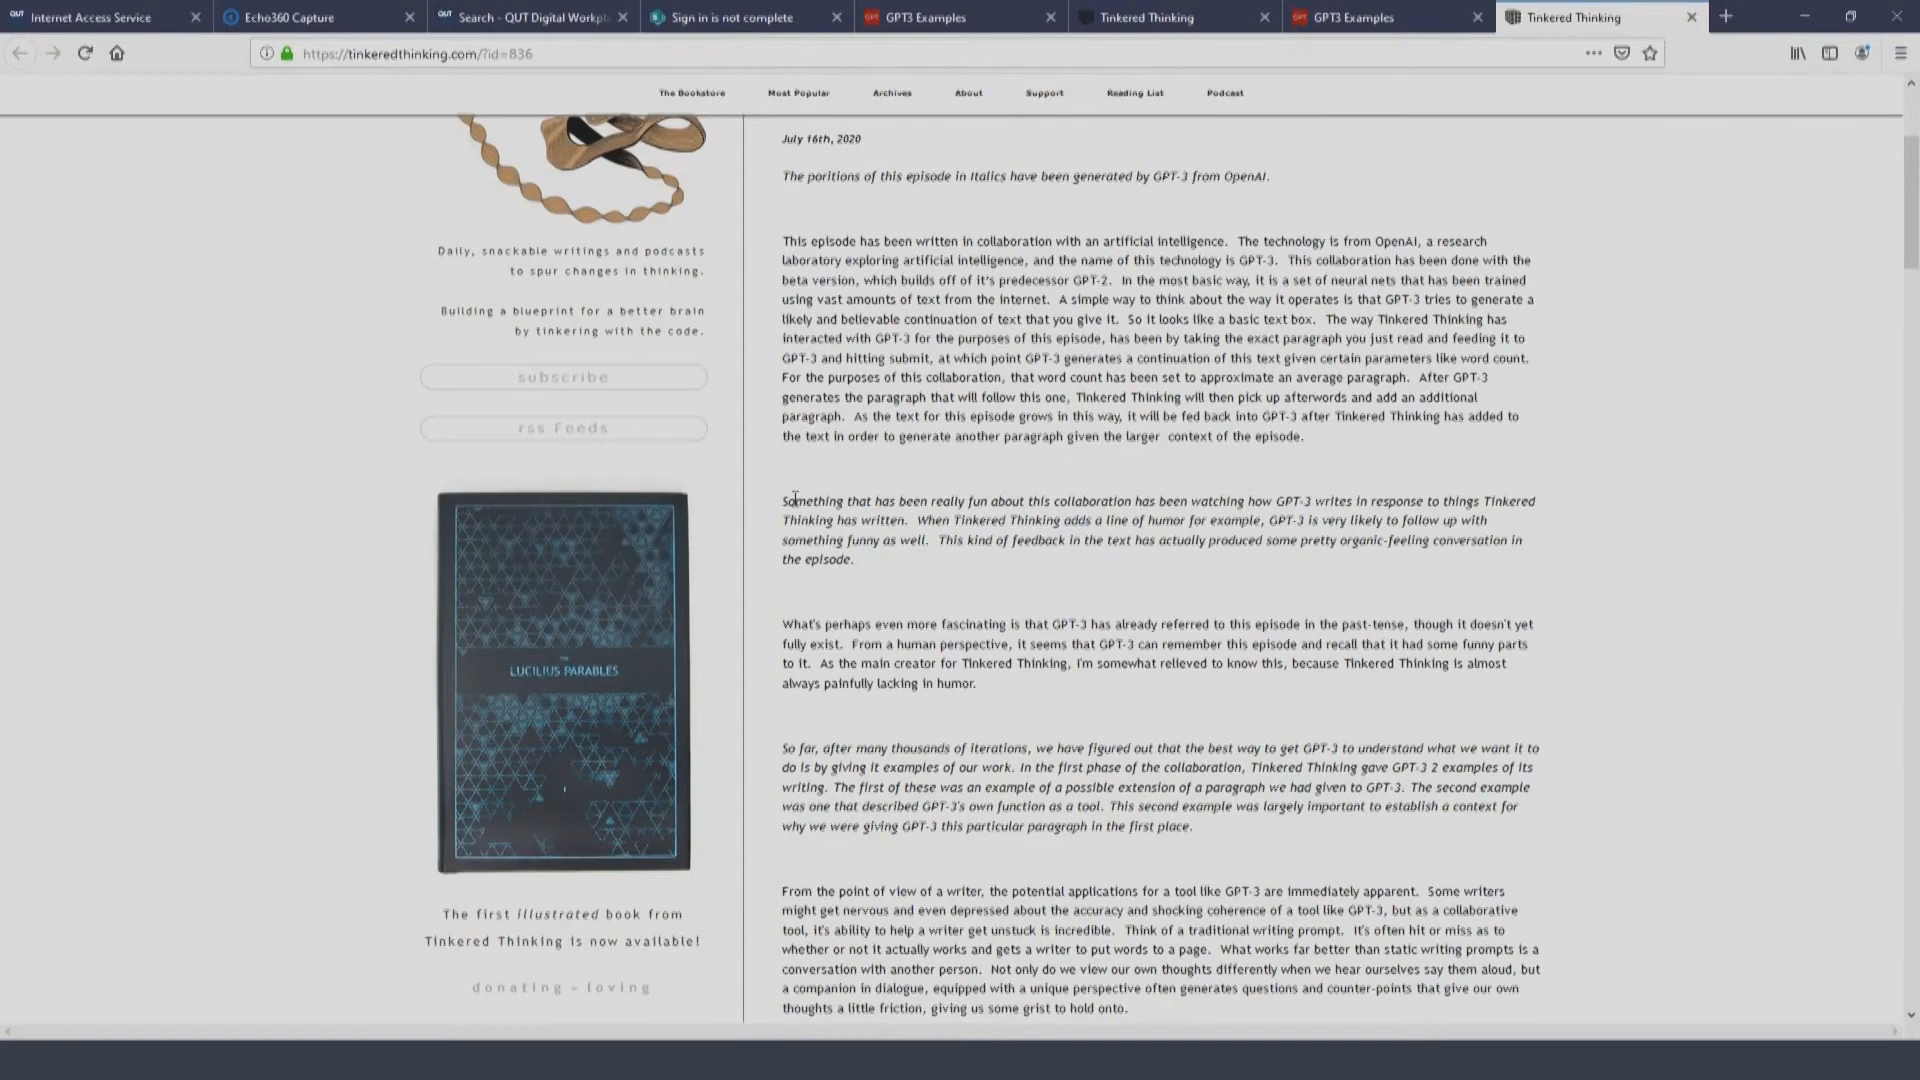 Internet Access Service
Echo360 Capture
Search - QUT Digital Workpl
Sign in is not complete
GPT3 Examples
Tinkered Thinking
GPT3 Examples
Tinkered Thinking
https://tinkeredthinking.com/?id=836
The Bookstore
Most Popular
Archives
About
Support
Reading List
Podcast
Daily, snackable writings and podcasts
to spur changes in thinking.
Building a blueprint for a better brain
by tinkering with the code.
subscribe
rss Feeds
THE
LUCILIUS PARABLES
The first illustrated book from
Tinkered Thinking is now available!
donating = loving
July 16th, 2020
The poritions of this episode in Italics have been generated by GPT-3 from OpenAI.
This episode has been written in collaboration with an artificial intelligence. The technology is from OpenAI, a research
laboratory exploring artificial intelligence, and the name of this technology is GPT-3. This collaboration has been done with the
beta version, which builds off of it's predecessor GPT-2. In the most basic way, it is a set of neural nets that has been trained
using vast amounts of text from the internet. A simple way to think about the way it operates is that GPT-3 tries to generate a
likely and believable continuation of text that you give it. So it looks like a basic text box. The way Tinkered Thinking has
interacted with GPT-3 for the purposes of this episode, has been by taking the exact paragraph you just read and feeding it to
GPT-3 and hitting submit, at which point GPT-3 generates a continuation of this text given certain parameters like word count.
For the purposes of this collaboration, that word count has been set to approximate an average paragraph. After GPT-3
generates the paragraph that will follow this one, Tinkered Thinking will then pick up afterwords and add an additional
paragraph. As the text for this episode grows in this way, it will be fed back into GPT-3 after Tinkered Thinking has added to
the text in order to generate another paragraph given the larger context of the episode.
Something that has been really fun about this collaboration has been watching how GPT-3 writes in response to things Tinkered
Thinking has written. When Tinkered Thinking adds a line of humor for example, GPT-3 is very likely to follow up with
something funny as well. This kind of feedback in the text has actually produced some pretty organic-feeling conversation in
the episode.
What's perhaps even more fascinating is that GPT-3 has already referred to this episode in the past-tense, though it doesn't yet
fully exist. From a human perspective, it seems that GPT-3 can remember this episode and recall that it had some funny parts
to it. As the main creator for Tinkered Thinking, I'm somewhat relieved to know this, because Tinkered Thinking is almost
always painfully lacking in humor.
So far, after many thousands of iterations, we have figured out that the best way to get GPT-3 to understand what we want it to
do is by giving it examples of our work. In the first phase of the collaboration, Tinkered Thinking gave GPT-3 2 examples of its
writing. The first of these was an example of a possible extension of a paragraph we had given to GPT-3. The second example
was one that described GPT-3's own function as a tool. This second example was largely important to establish a context for
why we were giving GPT-3 this particular paragraph in the first place.
From the point of view of a writer, the potential applications for a tool like GPT-3 are immediately apparent. Some writers
might get nervous and even depressed about the accuracy and shocking coherence of a tool like GPT-3, but as a collaborative
tool, it's ability to help a writer get unstuck is incredible. Think of a traditional writing prompt. It's often hit or miss as to
whether or not it actually works and gets a writer to put words to a page. What works far better than static writing prompts is a
conversation with another person. Not only do we view our own thoughts differently when we hear ourselves say them aloud, but
a companion in dialogue, equipped with a unique perspective often generates questions and counter-points that give our own
thoughts a little friction, giving us some grist to hold onto.